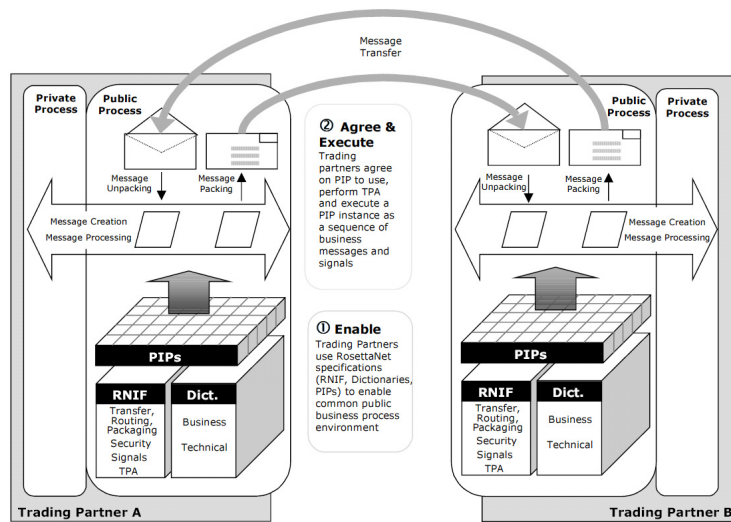 Message
Transfer
Private
Process
Public
Process
Message
Unpacking
Message
Packing
Message Creation
Message Processing
PIPs
RNIF
Transfer,
Routing,
Packaging
Security
Signals
TPA
Dict.
Business
Technical
Trading Partner A
② Agree &
Execute
Trading
partners agree
on PIP to use,
perform TPA
and execute a
PIP instance as
a sequence of
business
messages and
signals
① Enable
Trading Partners
use RosettaNet
specifications
(RNIF, Dictionaries,
PIPs) to enable
common public
business process
environment
Public
Process
Private
Process
Message
Unpacking
Message
Packing
Message Creation
Message Processing
PIPs
RNIF
Transfer,
Routing,
Packaging
Security
Signals
TPA
Dict.
Business
Technical
Trading Partner B